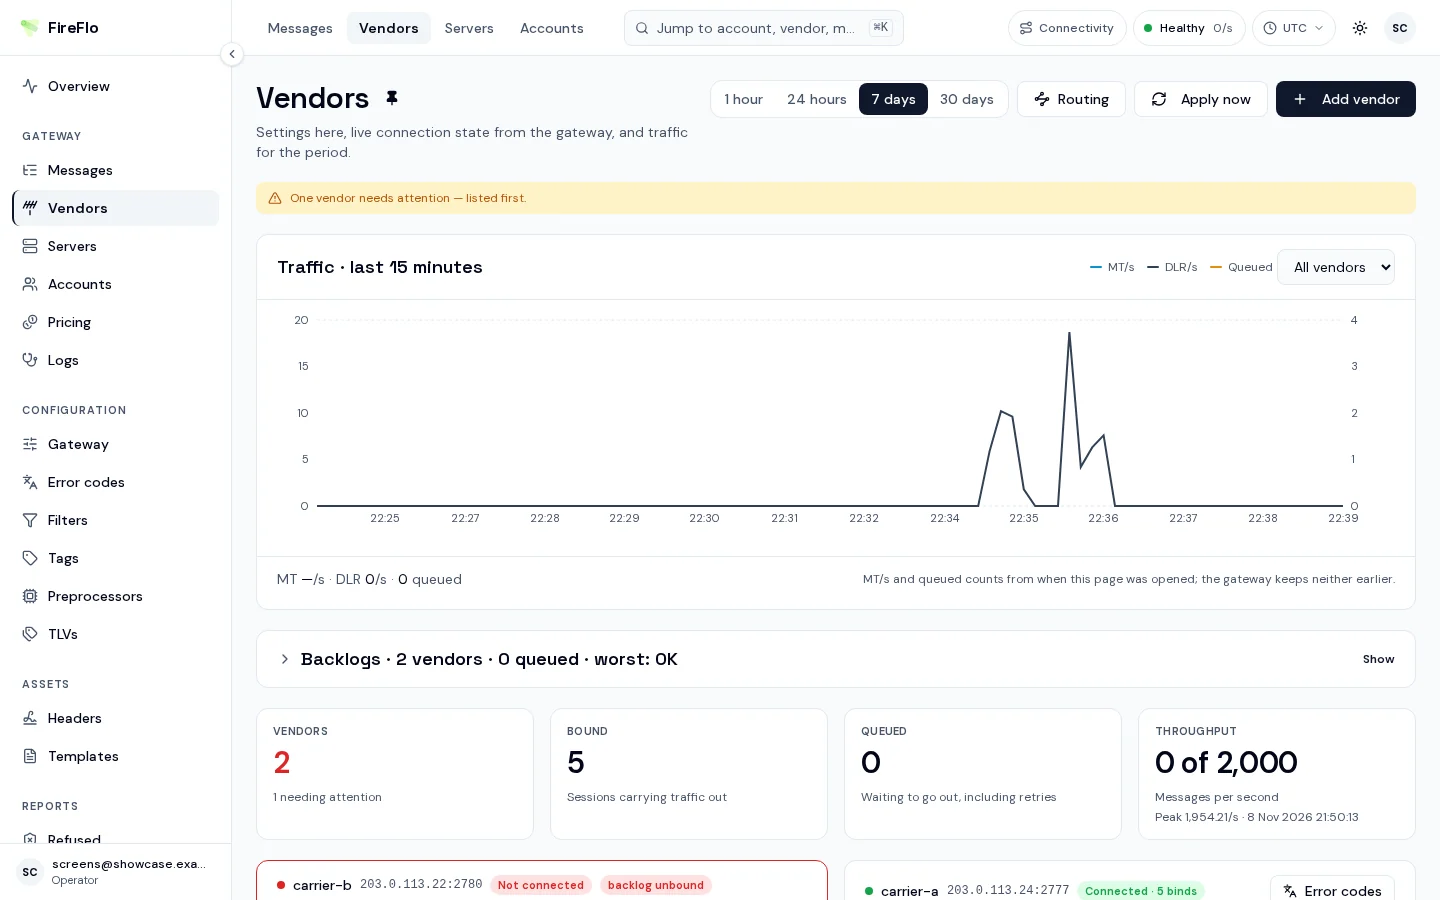 FireFlo
Messages
Vendors
Servers
Accounts
Jump to account, vendor, m...
⌘K
Connectivity
Healthy 0/s
UTC
SC
Overview
GATEWAY
Messages
Vendors
Servers
Accounts
Pricing
Logs
CONFIGURATION
Gateway
Error codes
Filters
Tags
Preprocessors
TLVs
ASSETS
Headers
Templates
REPORTS
Refused
SC
screens@showcase.exa...
Operator
Vendors
1 hour
24 hours
7 days
30 days
Routing
Apply now
Add vendor
Settings here, live connection state from the gateway, and traffic
for the period.
One vendor needs attention — listed first.
Traffic · last 15 minutes
MT/s
DLR/s
Queued
All vendors
20
15
10
5
0
4
3
2
1
0
22:25
22:27
22:28
22:29
22:30
22:31
22:32
22:34
22:35
22:36
22:37
22:38
22:39
MT —/s · DLR 0/s · 0 queued
MT/s and queued counts from when this page was opened; the gateway keeps neither earlier.
Backlogs · 2 vendors · 0 queued · worst: OK
Show
VENDORS
2
1 needing attention
BOUND
5
Sessions carrying traffic out
QUEUED
0
Waiting to go out, including retries
THROUGHPUT
0 of 2,000
Messages per second
Peak 1,954.21/s · 8 Nov 2026 21:50:13
carrier-b 203.0.113.22:2780 Not connected backlog unbound
carrier-a 203.0.113.24:2777 Connected · 5 binds
Error codes